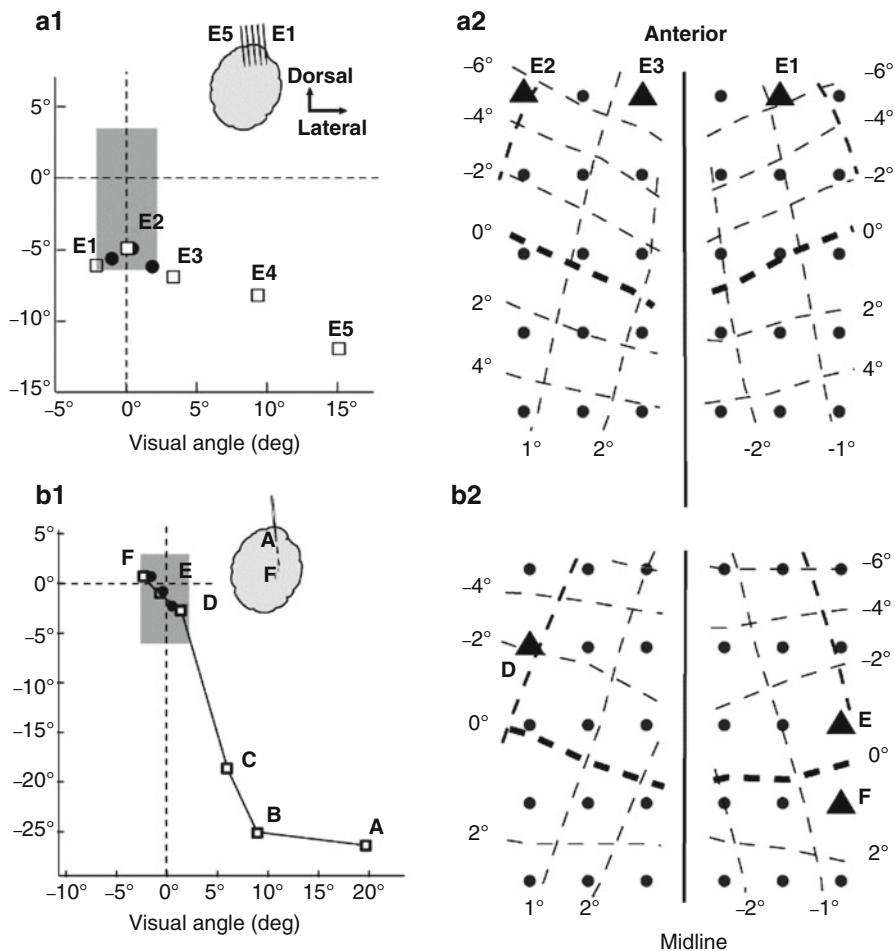 a1
E5 E1
Dorsal
Lateral
5°
0°
E2
E1
E3
–5°
E4
–10°
E5
–15°
–5° 0° 5° 10° 15°
Visual angle (deg)
a2
Anterior
–6° E2 E3 E1 –6°
–4° –4°
–2° –2°
0° 0°
2° 2°
4° 4°
1° 2° -2° -1°
b1
5°
F A
E
0° F
D
–5°
–10°
–15°
C
–20°
B A
–25°
–10° –5° 0° 5° 10° 15° 20°
Visual angle (deg)
b2
–6°
–4° –4°
–2° –2°
D
E
0° 0°
F
2° 2°
1° 2° –2° –1°
Midline